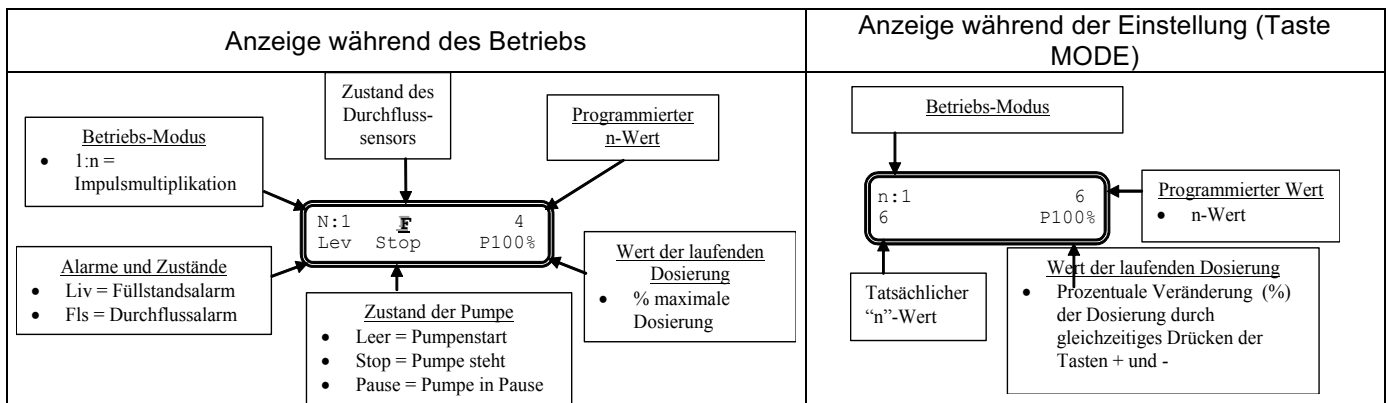 Anzeige während des Betriebs
Anzeige während der Einstellung (Taste
MODE)
Zustand des
Durchfluss-
sensors
Betriebs-Modus
• 1:n =
Impulsmultiplikation
Programmierter
n-Wert
N:1 F 4
Lev Stop P100%
Alarme und Zustände
• Liv = Füllstandsalarm
• Fls = Durchflussalarm
Zustand der Pumpe
• Leer = Pumpenstart
• Stop = Pumpe steht
• Pause = Pumpe in Pause
Wert der laufenden
Dosierung
• % maximale
Dosierung
Betriebs-Modus
n:1 6
6 P100%
Programmierter Wert
• n-Wert
Tatsächlicher
“n”-Wert
Wert der laufenden Dosierung
• Prozentuale Veränderung (%)
der Dosierung durch
gleichzeitiges Drücken der
Tasten + und -